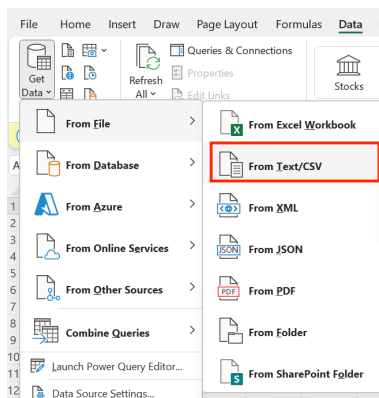 File Home Insert Draw Page Layout Formulas Data
Queries & Connections
Properties
Edit Links
Get
Data
Refresh
All
Stocks
From File
From Database
From Azure
From Online Services
From Other Sources
Combine Queries
Launch Power Query Editor...
Data Source Settings...
From Excel Workbook
From Text/CSV
From XML
From JSON
From PDF
From Folder
From SharePoint Folder
X
JSON
PDF
S
A
1
2
3
4
5
6
7
8
9
10
11
12